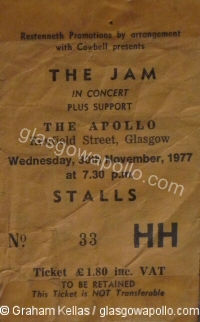 Restenneth Promotions by arrangement
with Cowbell presents
THE JAM
IN CONCERT
PLUS SUPPORT
THE APOLLO
Street, Glasgow
Wednesday, November, 1977
at 7.30 p.m.
STALLS
No 33 HH
Ticket £1.80 inc. VAT
TO BE RETAINED
This Ticket is NOT Transferable
glasgowapollo.com
© Graham Kellas / glasgowapollo.com